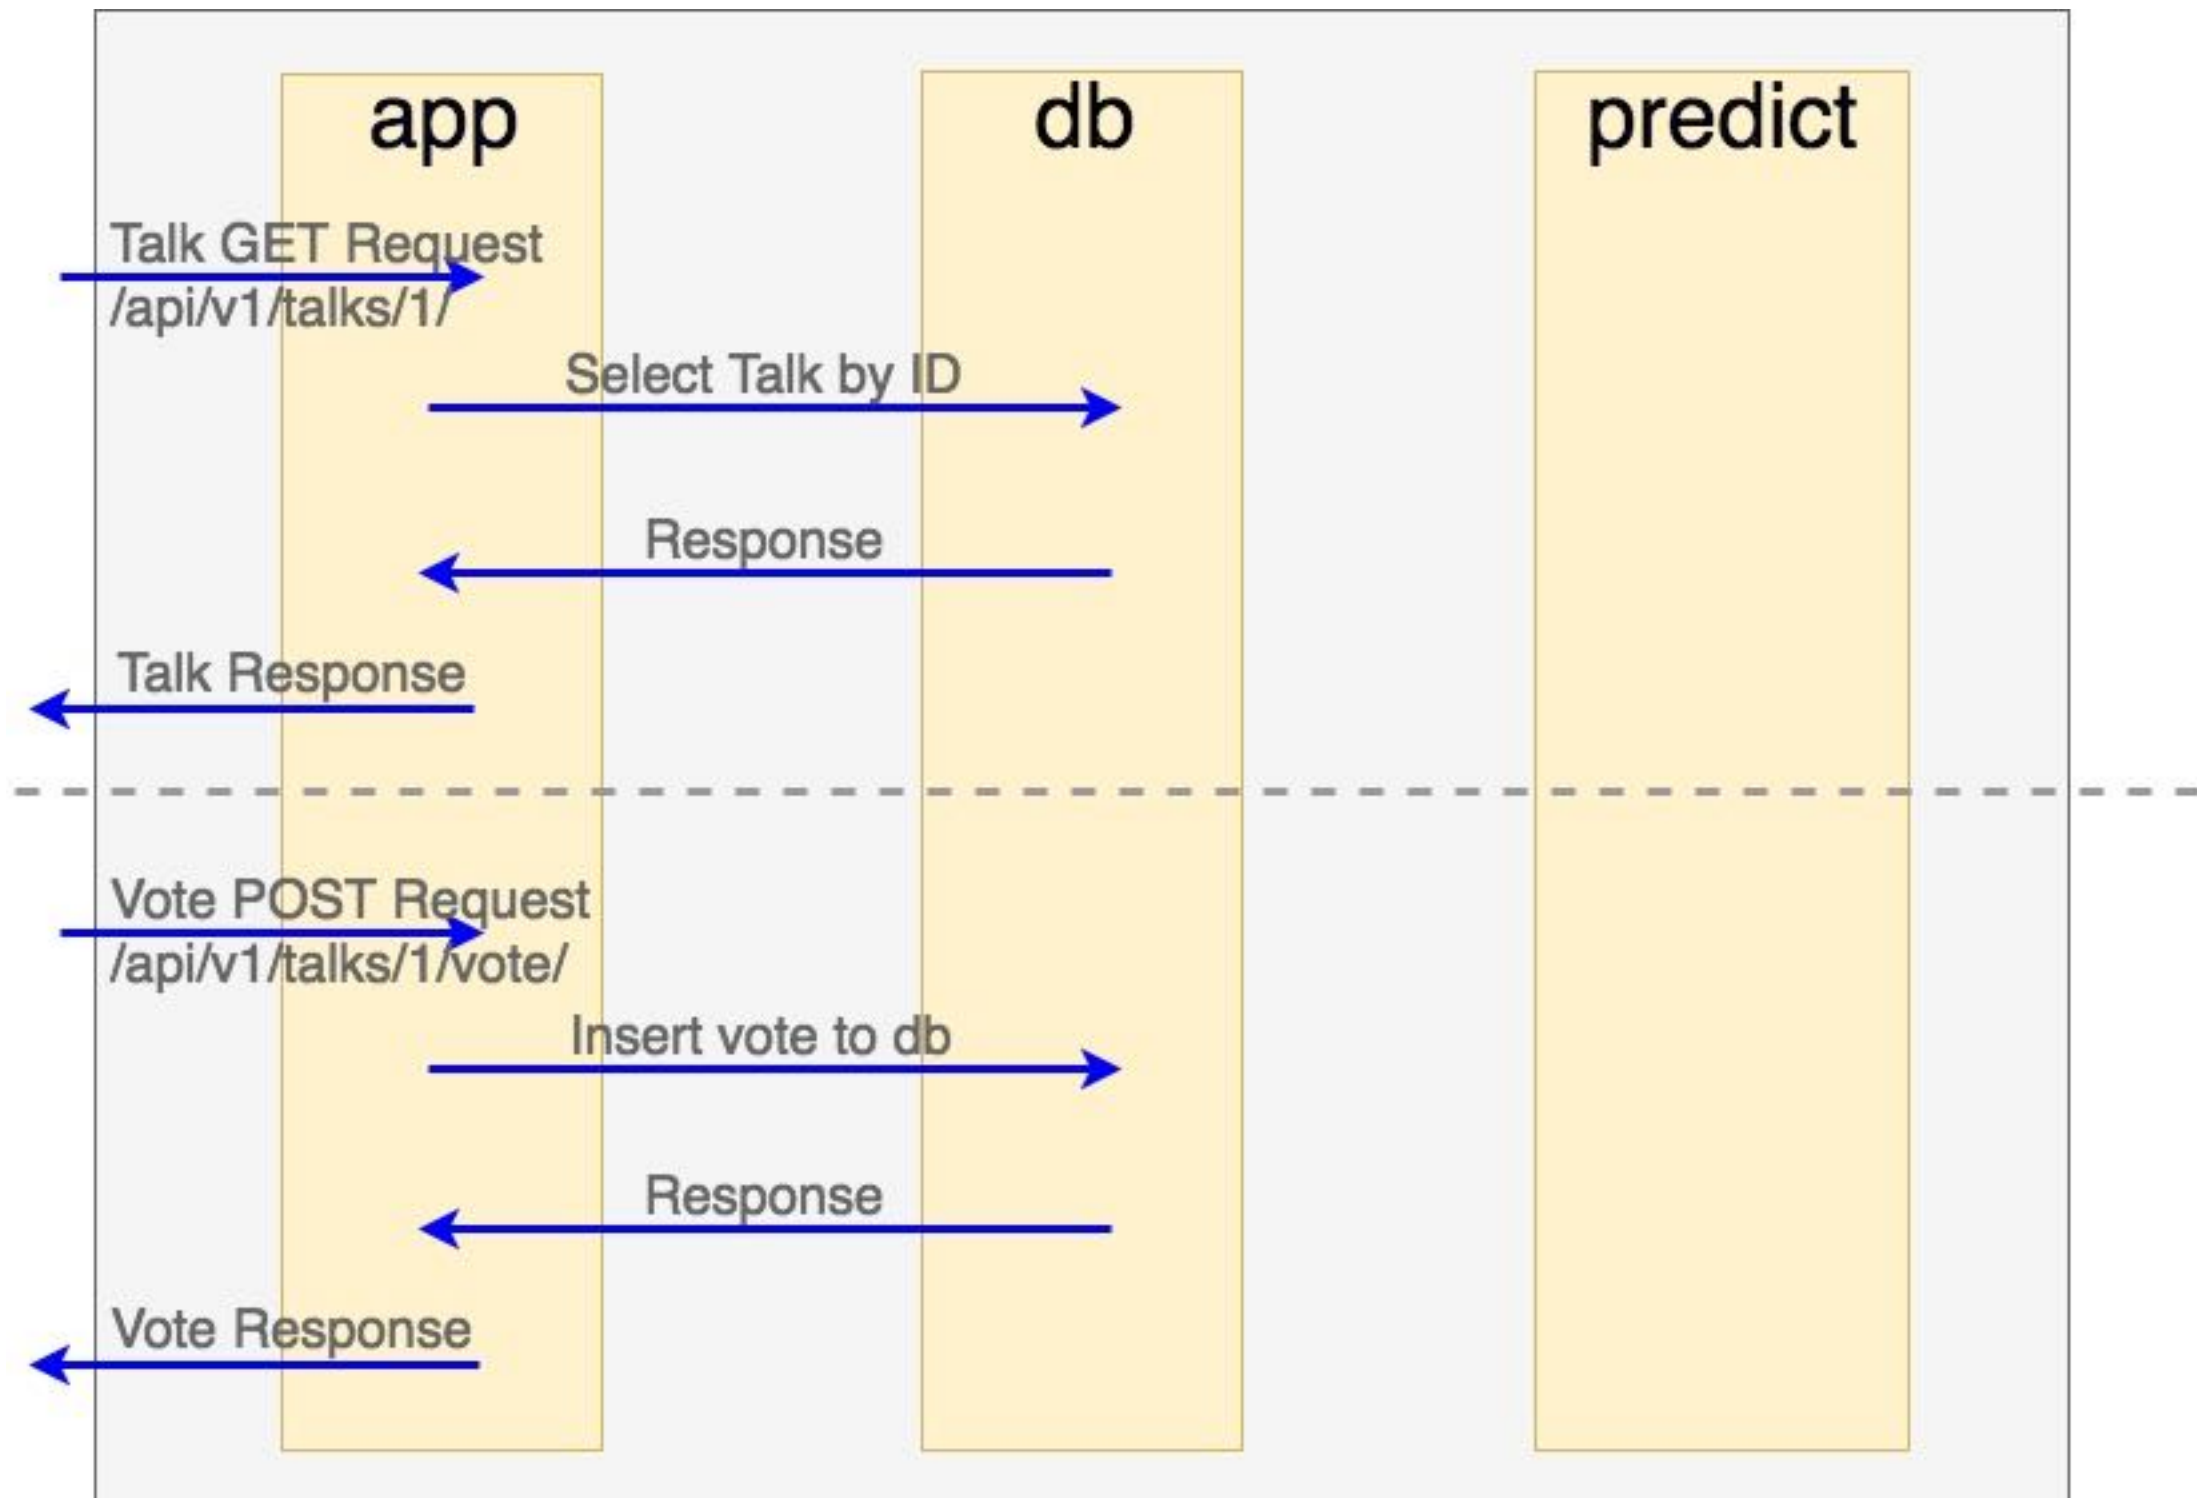 app
db
predict
Talk GET Request
/api/v1/talks/1/
Select Talk by ID
Response
Talk Response
Vote POST Request
/api/v1/talks/1/vote/
Insert vote to db
Response
Vote Response